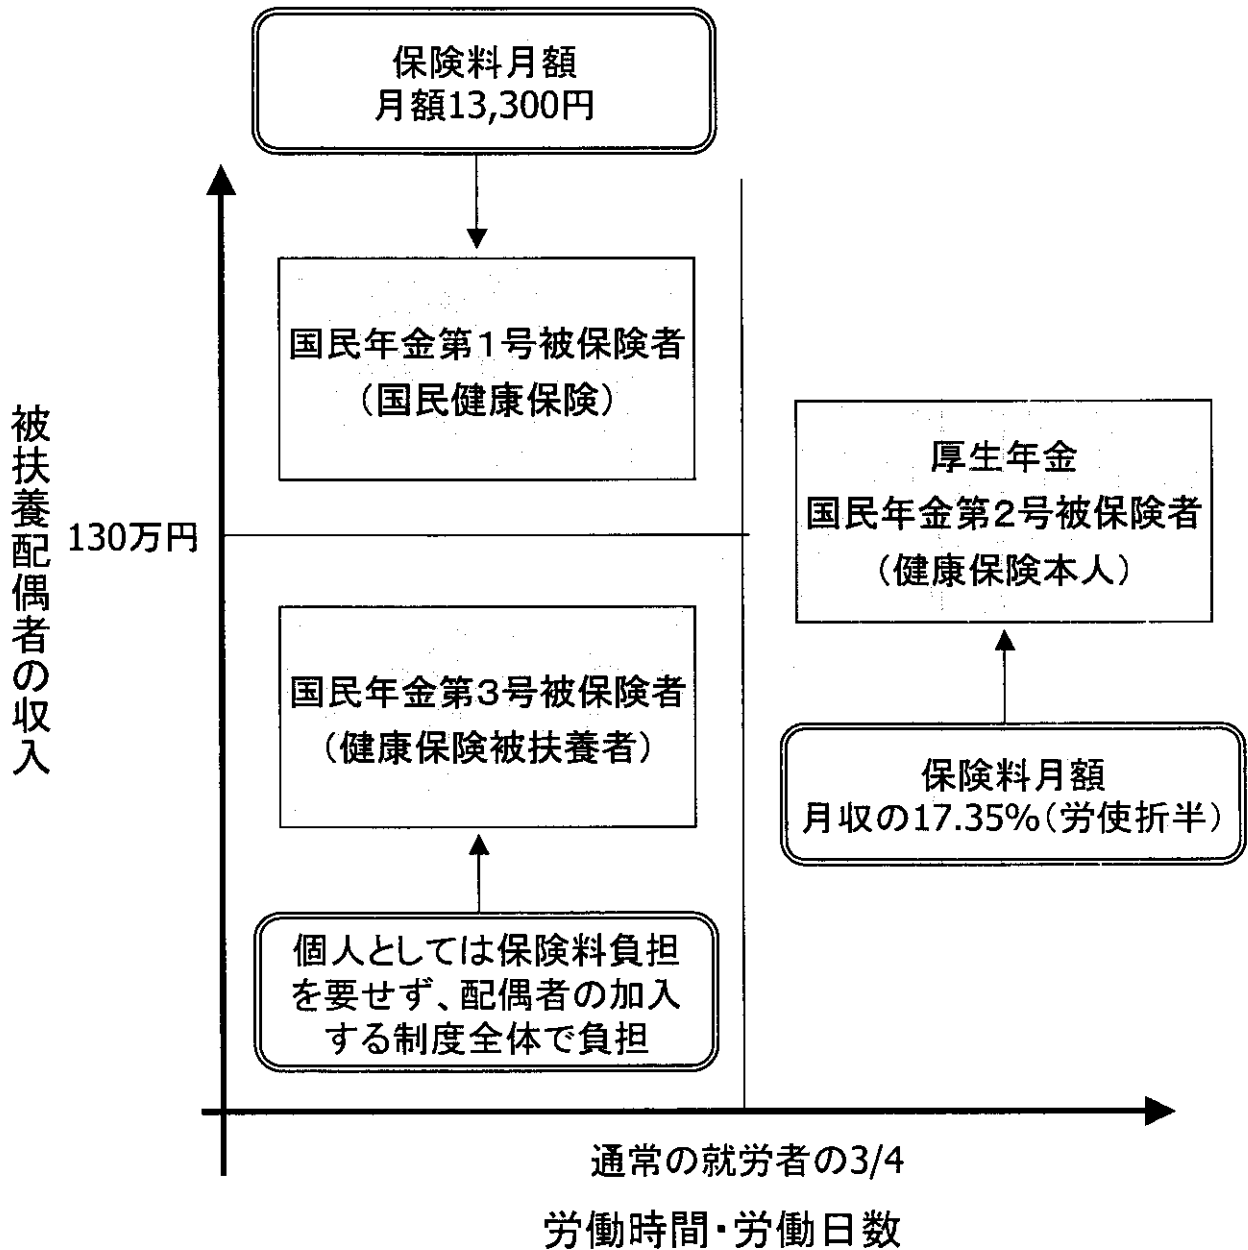 保険料月額
月額13,300円
国民年金第1号被保険者
（国民健康保険）
被扶養配偶者の収入
130万円
厚生年金
国民年金第2号被保険者
（健康保険本人）
国民年金第3号被保険者
（健康保険被扶養者）
保険料月額
月収の17.35%（労使折半）
個人としては保険料負担
を要せず、配偶者の加入
する制度全体で負担
通常の就労者の3/4
労働時間・労働日数